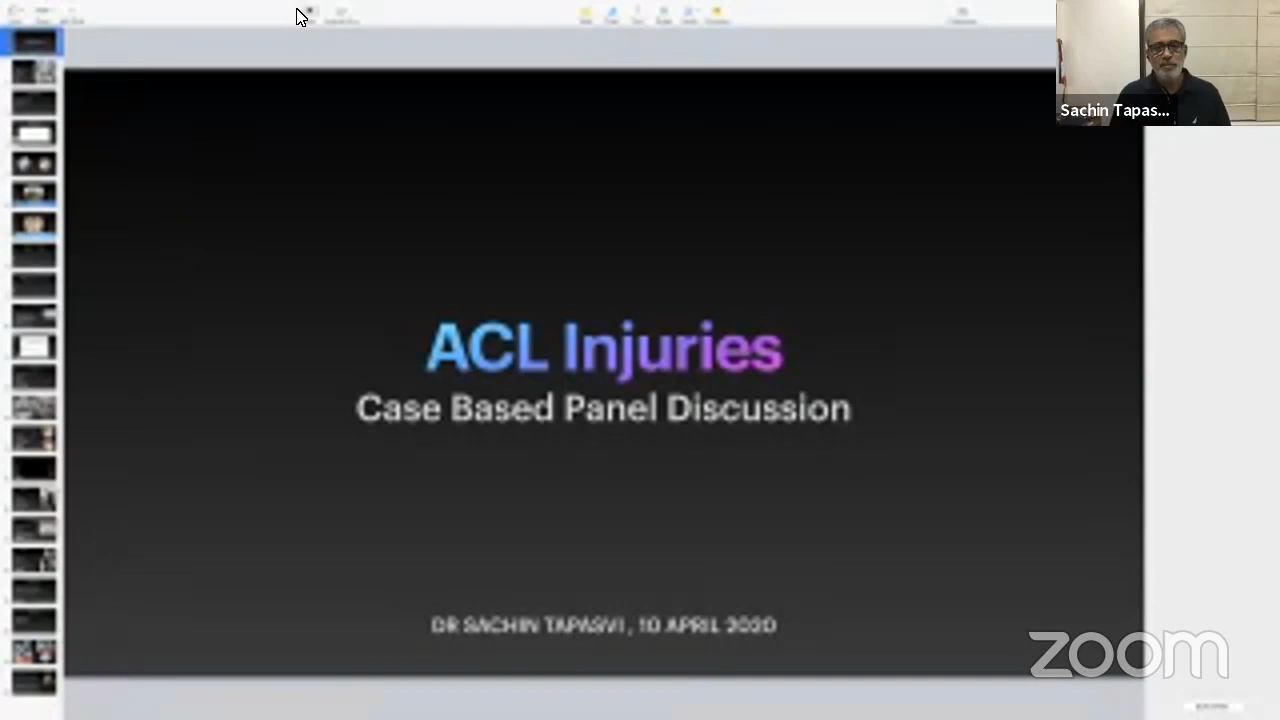 Sachin Tapas...
ACL Injuries
Case Based Panel Discussion
DR SACHIN TAPASVI, 10 APRIL 2020
zoom